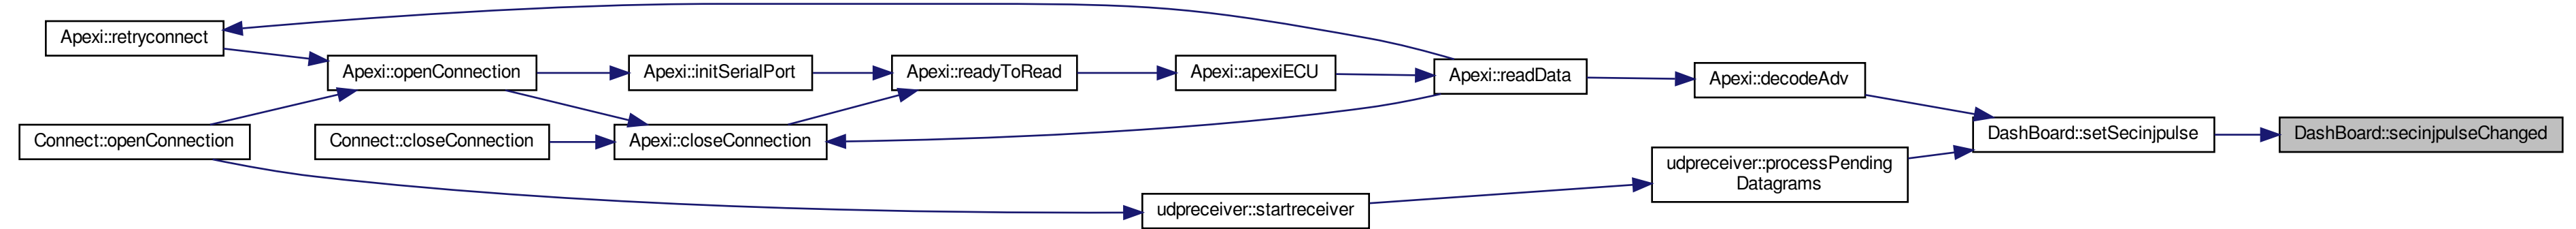 Apexi::retryconnect
Apexi::openConnection
Apexi::initSerialPort
Apexi::readyToRead
Apexi::apexiECU
Apexi::readData
Apexi::decodeAdv
Connect::openConnection
Connect::closeConnection
Apexi::closeConnection
DashBoard::setSecinjpulse
DashBoard::secinjpulseChanged
udpreceiver::processPending
Datagrams
udpreceiver::startreceiver